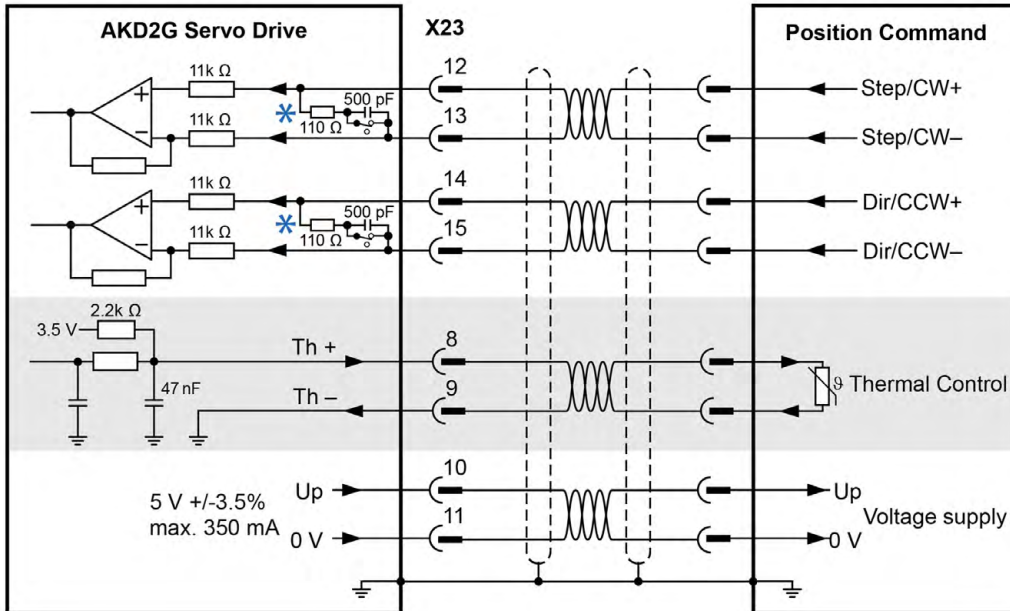 AKD2G Servo Drive
X23
Position Command
11k Ω
12
Step/CW+
500 pF
*
110 Ω
11k Ω
13
Step/CW–
11k Ω
14
Dir/CCW+
500 pF
*
110 Ω
11k Ω
15
Dir/CCW–
2.2k Ω
3.5 V
Th +
8
47 nF
Th –
9
ϑ Thermal Control
5 V +/-3.5%
max. 350 mA
Up
10
Up
0 V
11
0 V
Voltage supply